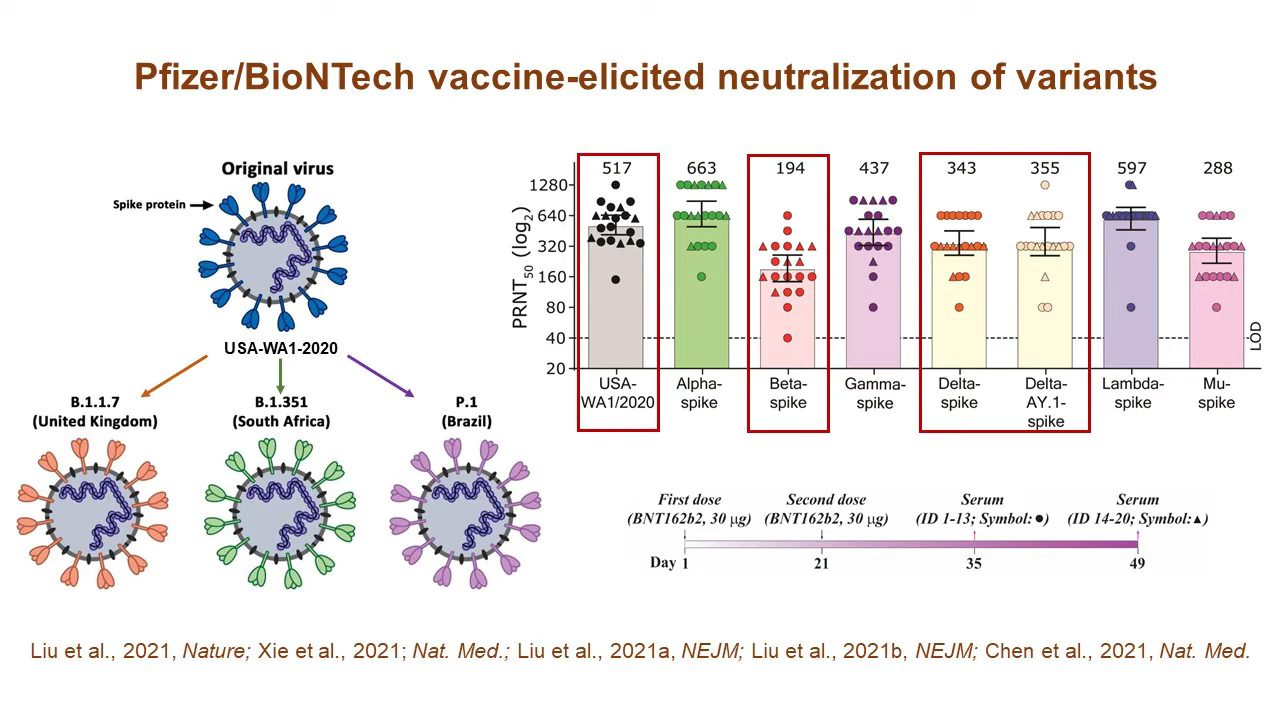 Pfizer/BioNTech vaccine-elicited neutralization of variants
Original virus
Spike protein
USA-WA1-2020
B.1.1.7
(United Kingdom)
B.1.351
(South Africa)
P.1
(Brazil)
517 663 194 437 343 355 597 288
PRNT50 (log2)
1280
640
320
160
80
40
20
LOD
USA-
WA1/2020
Alpha-
spike
Beta-
spike
Gamma-
spike
Delta-
spike
Delta-
AY.1-
spike
Lambda-
spike
Mu-
spike
First dose
(BNT162b2, 30 μg)
Second dose
(BNT162b2, 30 μg)
Serum
(ID 1-13; Symbol:●)
Serum
(ID 14-20; Symbol:▲)
Day 1 21 35 49
Liu et al., 2021, Nature; Xie et al., 2021; Nat. Med.; Liu et al., 2021a, NEJM; Liu et al., 2021b, NEJM; Chen et al., 2021, Nat. Med.